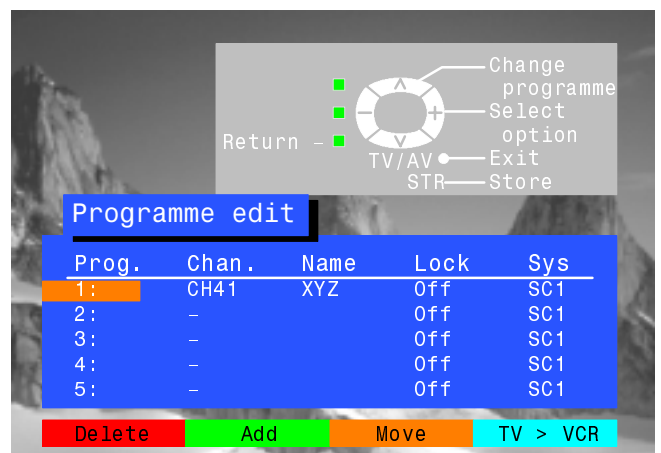 Change
programme
Select
option
Return –
TV/AV
Exit
STR
Store
Programme edit
Prog. Chan. Name Lock Sys
1: CH41 XYZ Off SC1
2: – Off SC1
3: – Off SC1
4: – Off SC1
5: – Off SC1
Delete Add Move TV > VCR